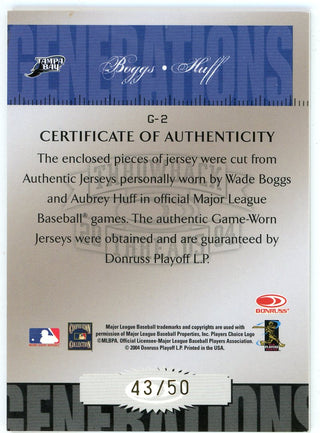 GENERATIONS
TAMPA BAY
Boggs • Huff
G-2
CERTIFICATE OF AUTHENTICITY
The enclosed pieces of jersey were cut from
Authentic Jerseys personally worn by Wade Boggs
and Aubrey Huff in official Major League
Baseball® games. The authentic Game-Worn
Jerseys were obtained and are guaranteed by
Donruss Playoff L.P.
DONRUSS
Major League Baseball trademarks and copyrights are used with
permission of Major League Baseball Properties, Inc. Players Choice Logo
©MLBPA. Official Licensee-Major League Baseball Players Association.
© 2004 Donruss Playoff L.P. Printed in the USA.
43/50
GENERATIONS